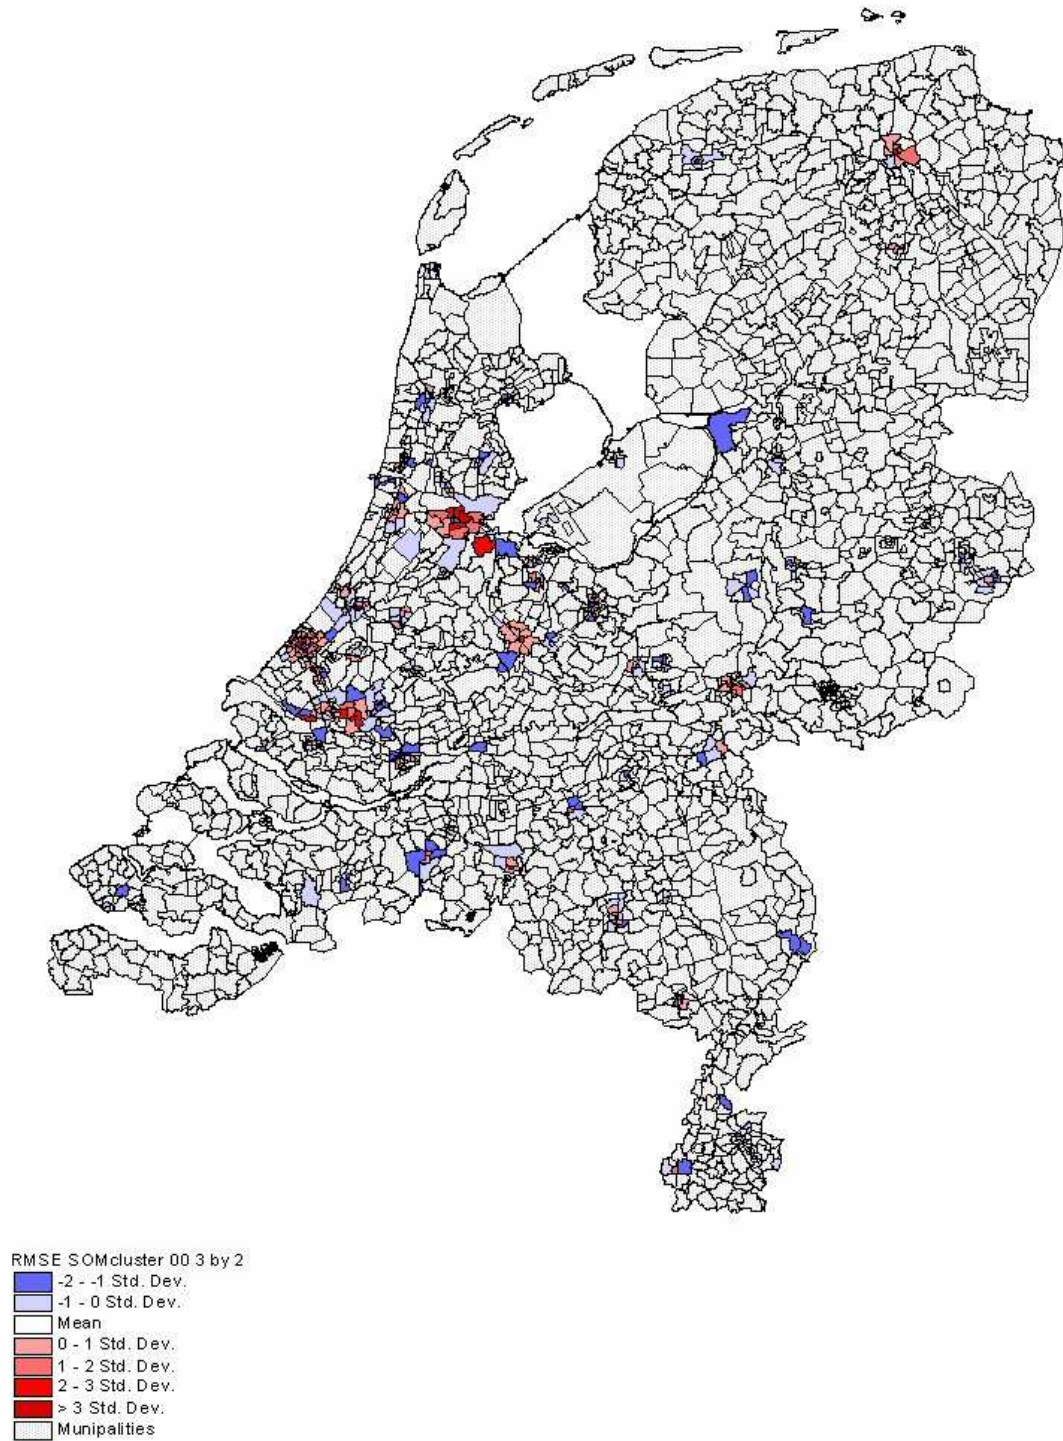 RMSE SOMcluster 00 3 by 2
-2 - -1 Std. Dev.
-1 - 0 Std. Dev.
Mean
0 - 1 Std. Dev.
1 - 2 Std. Dev.
2 - 3 Std. Dev.
> 3 Std. Dev.
Munipalities